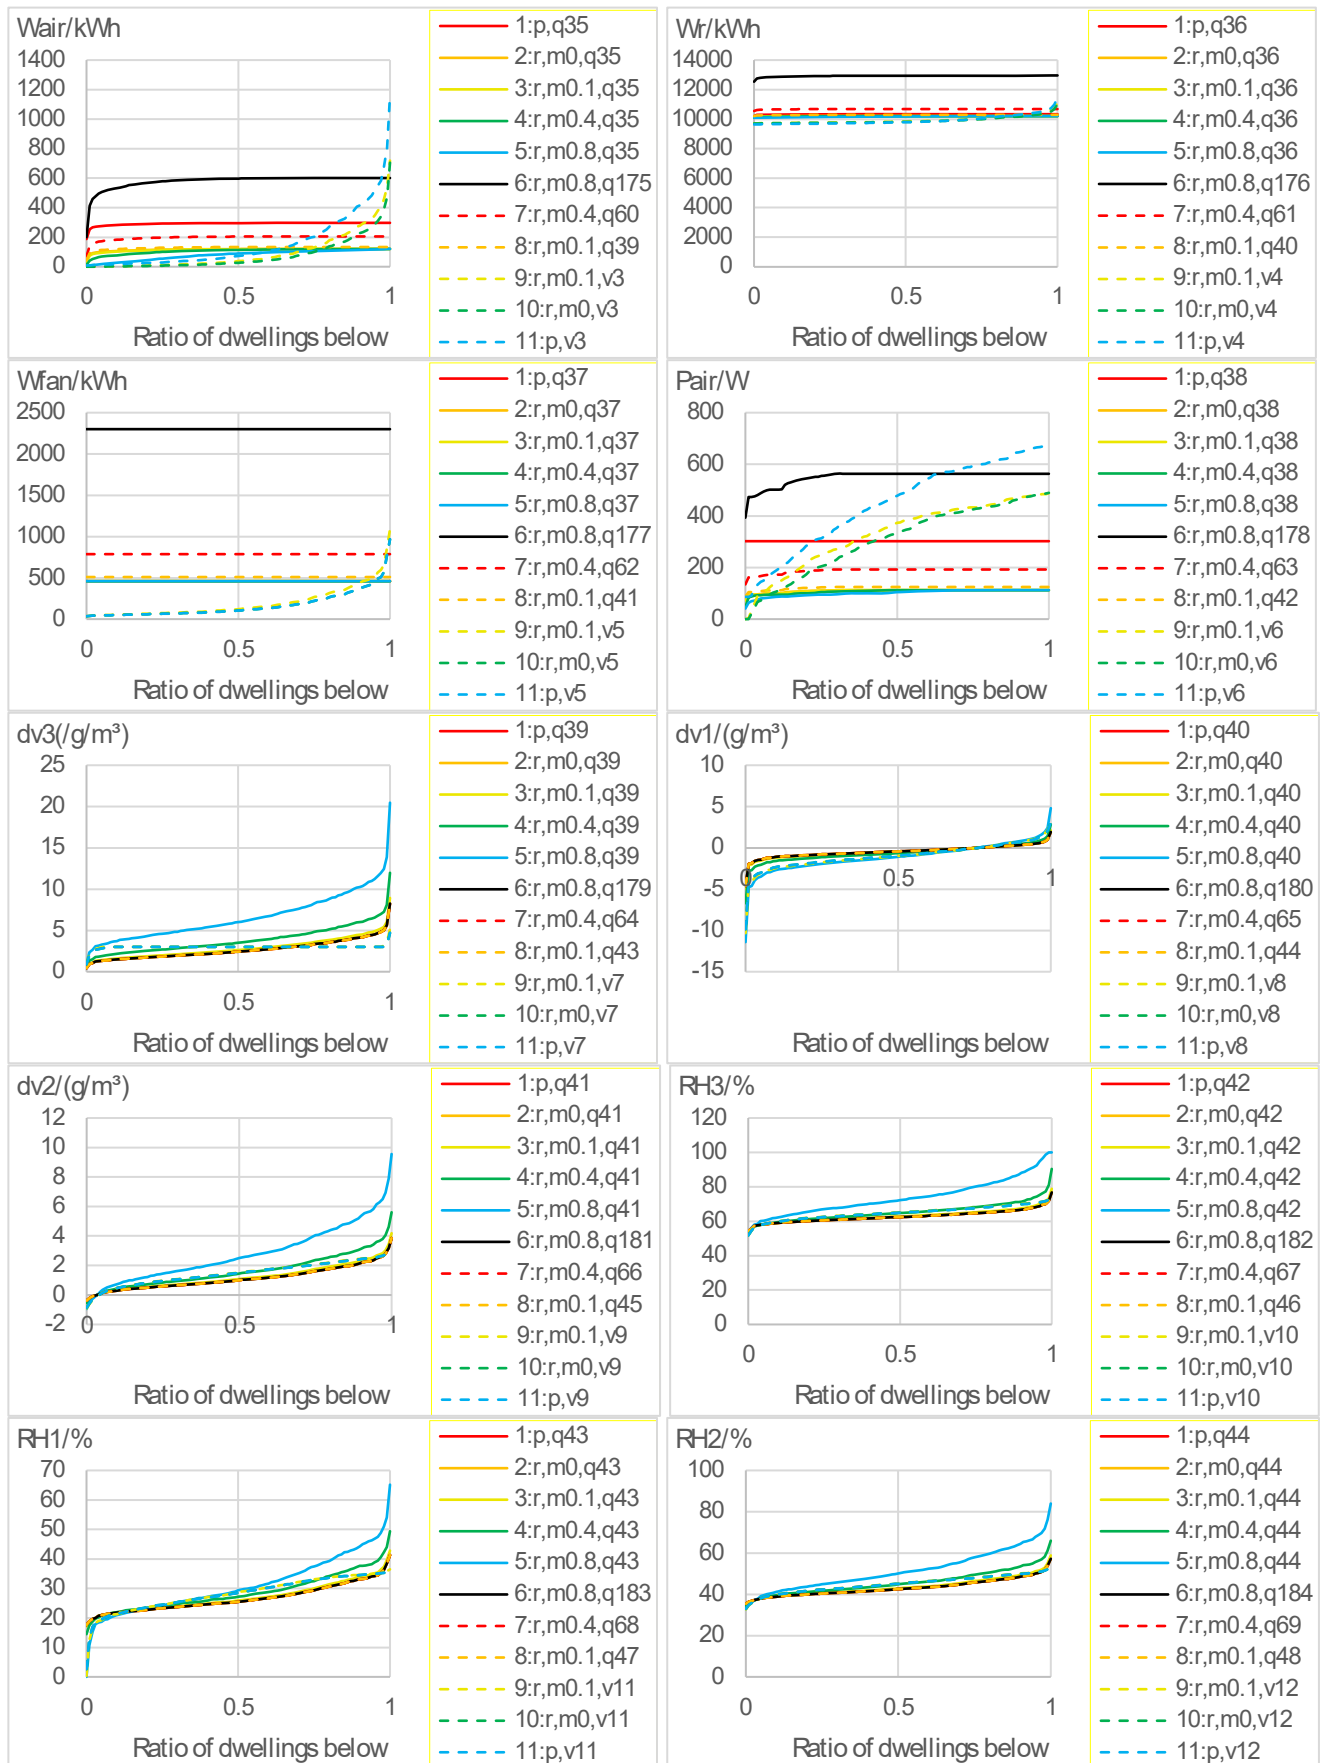 Wair/kWh
1400
1200
1000
800
600
400
200
0
0 0.5 1
Ratio of dwellings below
1:p,q35
2:r,m0,q35
3:r,m0.1,q35
4:r,m0.4,q35
5:r,m0.8,q35
6:r,m0.8,q175
7:r,m0.4,q60
8:r,m0.1,q39
9:r,m0.1,v3
10:r,m0,v3
11:p,v3
Wr/kWh
14000
12000
10000
8000
6000
4000
2000
0
0 0.5 1
Ratio of dwellings below
1:p,q36
2:r,m0,q36
3:r,m0.1,q36
4:r,m0.4,q36
5:r,m0.8,q36
6:r,m0.8,q176
7:r,m0.4,q61
8:r,m0.1,q40
9:r,m0.1,v4
10:r,m0,v4
11:p,v4
Wfan/kWh
2500
2000
1500
1000
500
0
0 0.5 1
Ratio of dwellings below
1:p,q37
2:r,m0,q37
3:r,m0.1,q37
4:r,m0.4,q37
5:r,m0.8,q37
6:r,m0.8,q177
7:r,m0.4,q62
8:r,m0.1,q41
9:r,m0.1,v5
10:r,m0,v5
11:p,v5
Pair/W
800
600
400
200
0
0 0.5 1
Ratio of dwellings below
1:p,q38
2:r,m0,q38
3:r,m0.1,q38
4:r,m0.4,q38
5:r,m0.8,q38
6:r,m0.8,q178
7:r,m0.4,q63
8:r,m0.1,q42
9:r,m0.1,v6
10:r,m0,v6
11:p,v6
dv3(/g/m³)
25
20
15
10
5
0
0 0.5 1
Ratio of dwellings below
1:p,q39
2:r,m0,q39
3:r,m0.1,q39
4:r,m0.4,q39
5:r,m0.8,q39
6:r,m0.8,q179
7:r,m0.4,q64
8:r,m0.1,q43
9:r,m0.1,v7
10:r,m0,v7
11:p,v7
dv1/(g/m³)
10
5
0
-5
-10
-15
0 0.5 1
Ratio of dwellings below
1:p,q40
2:r,m0,q40
3:r,m0.1,q40
4:r,m0.4,q40
5:r,m0.8,q40
6:r,m0.8,q180
7:r,m0.4,q65
8:r,m0.1,q44
9:r,m0.1,v8
10:r,m0,v8
11:p,v8
dv2/(g/m³)
12
10
8
6
4
2
0
-2
0 0.5 1
Ratio of dwellings below
1:p,q41
2:r,m0,q41
3:r,m0.1,q41
4:r,m0.4,q41
5:r,m0.8,q41
6:r,m0.8,q181
7:r,m0.4,q66
8:r,m0.1,q45
9:r,m0.1,v9
10:r,m0,v9
11:p,v9
RH3/%
120
100
80
60
40
20
0
0 0.5 1
Ratio of dwellings below
1:p,q42
2:r,m0,q42
3:r,m0.1,q42
4:r,m0.4,q42
5:r,m0.8,q42
6:r,m0.8,q182
7:r,m0.4,q67
8:r,m0.1,q46
9:r,m0.1,v10
10:r,m0,v10
11:p,v10
RH1/%
70
60
50
40
30
20
10
0
0 0.5 1
Ratio of dwellings below
1:p,q43
2:r,m0,q43
3:r,m0.1,q43
4:r,m0.4,q43
5:r,m0.8,q43
6:r,m0.8,q183
7:r,m0.4,q68
8:r,m0.1,q47
9:r,m0.1,v11
10:r,m0,v11
11:p,v11
RH2/%
100
80
60
40
20
0
0 0.5 1
Ratio of dwellings below
1:p,q44
2:r,m0,q44
3:r,m0.1,q44
4:r,m0.4,q44
5:r,m0.8,q44
6:r,m0.8,q184
7:r,m0.4,q69
8:r,m0.1,q48
9:r,m0.1,v12
10:r,m0,v12
11:p,v12